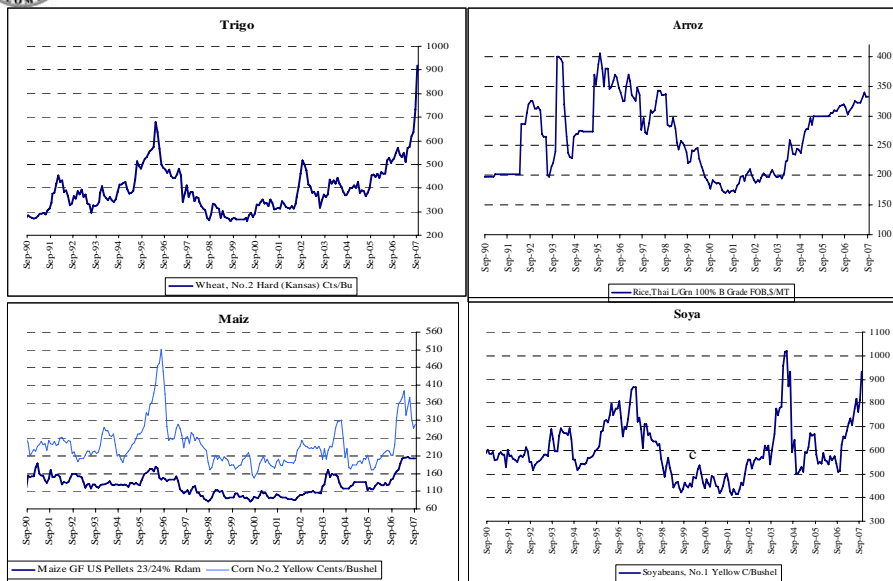 COM
Trigo
1000
900
800
700
600
500
400
300
200
Sep-90
Sep-91
Sep-92
Sep-93
Sep-94
Sep-95
Sep-96
Sep-97
Sep-98
Sep-99
Sep-00
Sep-01
Sep-02
Sep-03
Sep-04
Sep-05
Sep-06
Sep-07
Wheat, No.2 Hard (Kansas) Cts/Bu
Arroz
400
350
300
250
200
150
100
Sep-90
Sep-91
Sep-92
Sep-93
Sep-94
Sep-95
Sep-96
Sep-97
Sep-98
Sep-99
Sep-00
Sep-01
Sep-02
Sep-03
Sep-04
Sep-05
Sep-06
Sep-07
Rice,Thai L/Grn 100% B Grade FOB,$/MT
Maiz
560
510
460
410
360
310
260
210
160
110
60
Sep-90
Sep-91
Sep-92
Sep-93
Sep-94
Sep-95
Sep-96
Sep-97
Sep-98
Sep-99
Sep-00
Sep-01
Sep-02
Sep-03
Sep-04
Sep-05
Sep-06
Sep-07
Maize GF US Pellets 23/24% Rdam
Corn No.2 Yellow Cents/Bushel
Soya
1100
1000
900
800
700
600
500
400
300
C
Sep-90
Sep-91
Sep-92
Sep-93
Sep-94
Sep-95
Sep-96
Sep-97
Sep-98
Sep-99
Sep-00
Sep-01
Sep-02
Sep-03
Sep-04
Sep-05
Sep-06
Sep-07
Soyabeans, No.1 Yellow C/Bushel